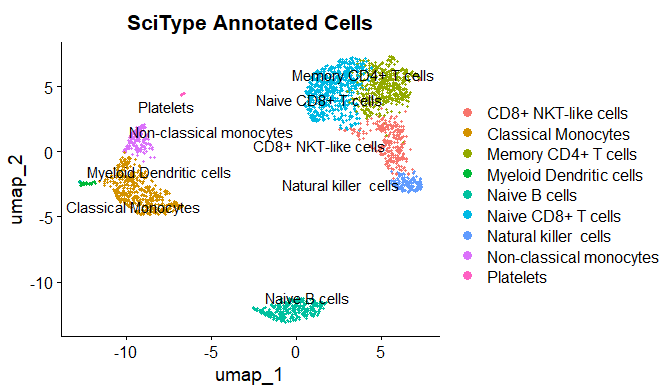 SciType Annotated Cells
umap_2
5
0
-5
-10
Memory CD4+ T cells
Naive CD8+ T cells
Platelets
Non-classical monocytes
CD8+ NKT-like cells
Myeloid Dendritic cells
Natural killer  cells
Classical Monocytes
Naive B cells
-10
-5
0
5
umap_1
CD8+ NKT-like cells
Classical Monocytes
Memory CD4+ T cells
Myeloid Dendritic cells
Naive B cells
Naive CD8+ T cells
Natural killer  cells
Non-classical monocytes
Platelets